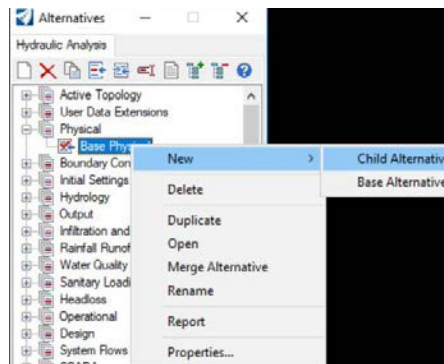 Alternatives
Hydraulic Analysis
Active Topology
User Data Extensions
Physical
Base Physical
Boundary Con
Initial Settings
Hydrology
Output
Infiltration and
Rainfall Runof
Water Quality
Sanitary Loadi
Headloss
Operational
Design
System Flows
New
Delete
Duplicate
Open
Merge Alternative
Rename
Report
Properties...
Child Alternativ
Base Alternative